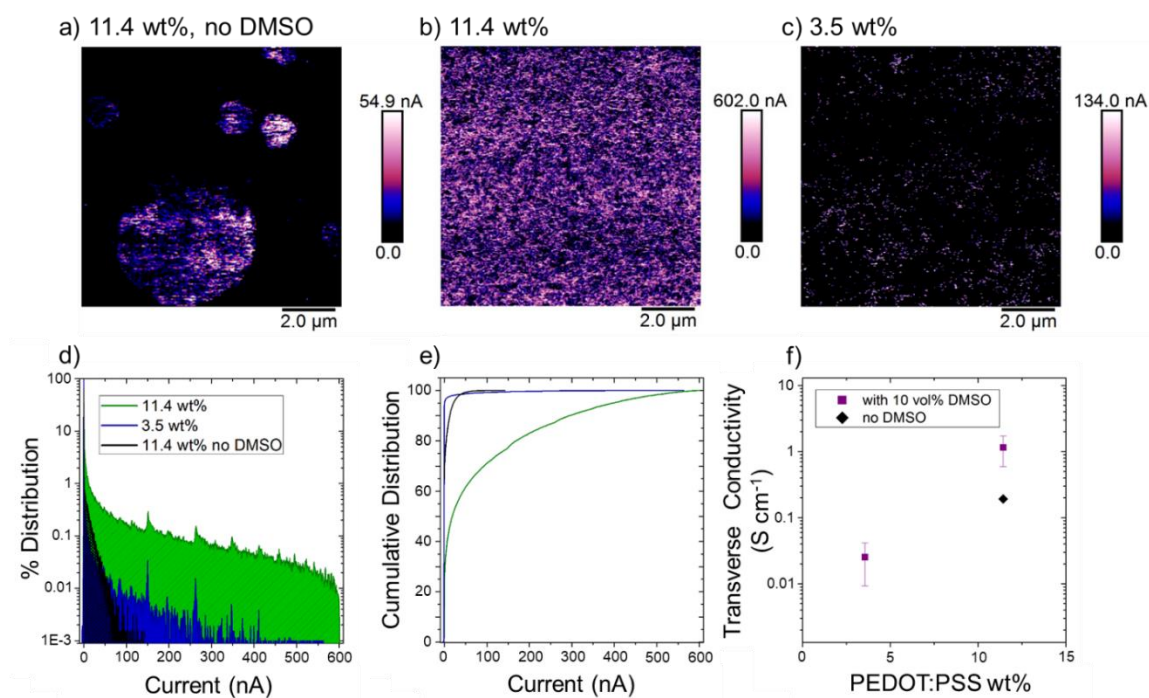 a) 11.4 wt%, no DMSO
b) 11.4 wt%
c) 3.5 wt%
54.9 nA
0.0
2.0 µm
602.0 nA
0.0
2.0 µm
134.0 nA
0.0
2.0 µm
d)
% Distribution
100
10
1
0.1
0.01
1E-3
11.4 wt%
3.5 wt%
11.4 wt% no DMSO
0 100 200 300 400 500 600
Current (nA)
e)
Cumulative Distribution
100
80
60
40
20
0
0 100 200 300 400 500 600
Current (nA)
f)
Transverse Conductivity
(S cm⁻¹)
10
1
0.1
0.01
with 10 vol% DMSO
no DMSO
0 5 10 15
PEDOT:PSS wt%